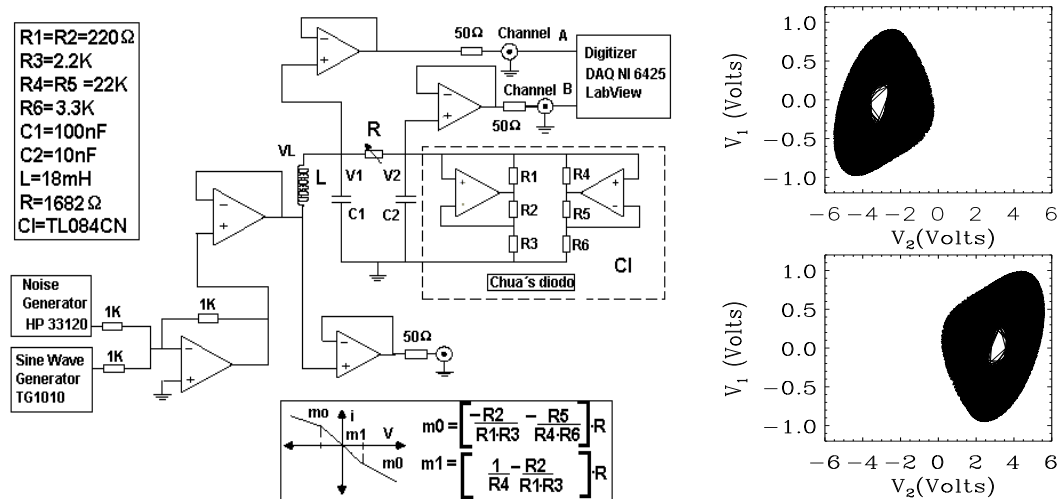 R1=R2=220Ω
R3=2.2K
R4=R5 =22K
R6=3.3K
C1=100nF
C2=10nF
L=18mH
R=1682 Ω
CI=TL084CN
Noise
Generator
HP 33120
Sine Wave
Generator
TG1010
1K
1K
1K
VL
L
50Ω
Channel A
Channel B
50Ω
Digitizer
DAQ NI 6425
LabView
R
V1
V2
C1
C2
R1
R2
R3
R4
R5
R6
CI
Chua´s diodo
50Ω
mo
i
m1
V
m0
m0 = [-R2/R1·R3 - R5/R4·R6]·R
m1 = [1/R4 - R2/R1·R3]·R
V1 (Volts)
1.0
0.5
0.0
-0.5
-1.0
-6 -4 -2 0 2 4 6
V2(Volts)
V1 (Volts)
1.0
0.5
0.0
-0.5
-1.0
-6 -4 -2 0 2 4 6
V2(Volts)